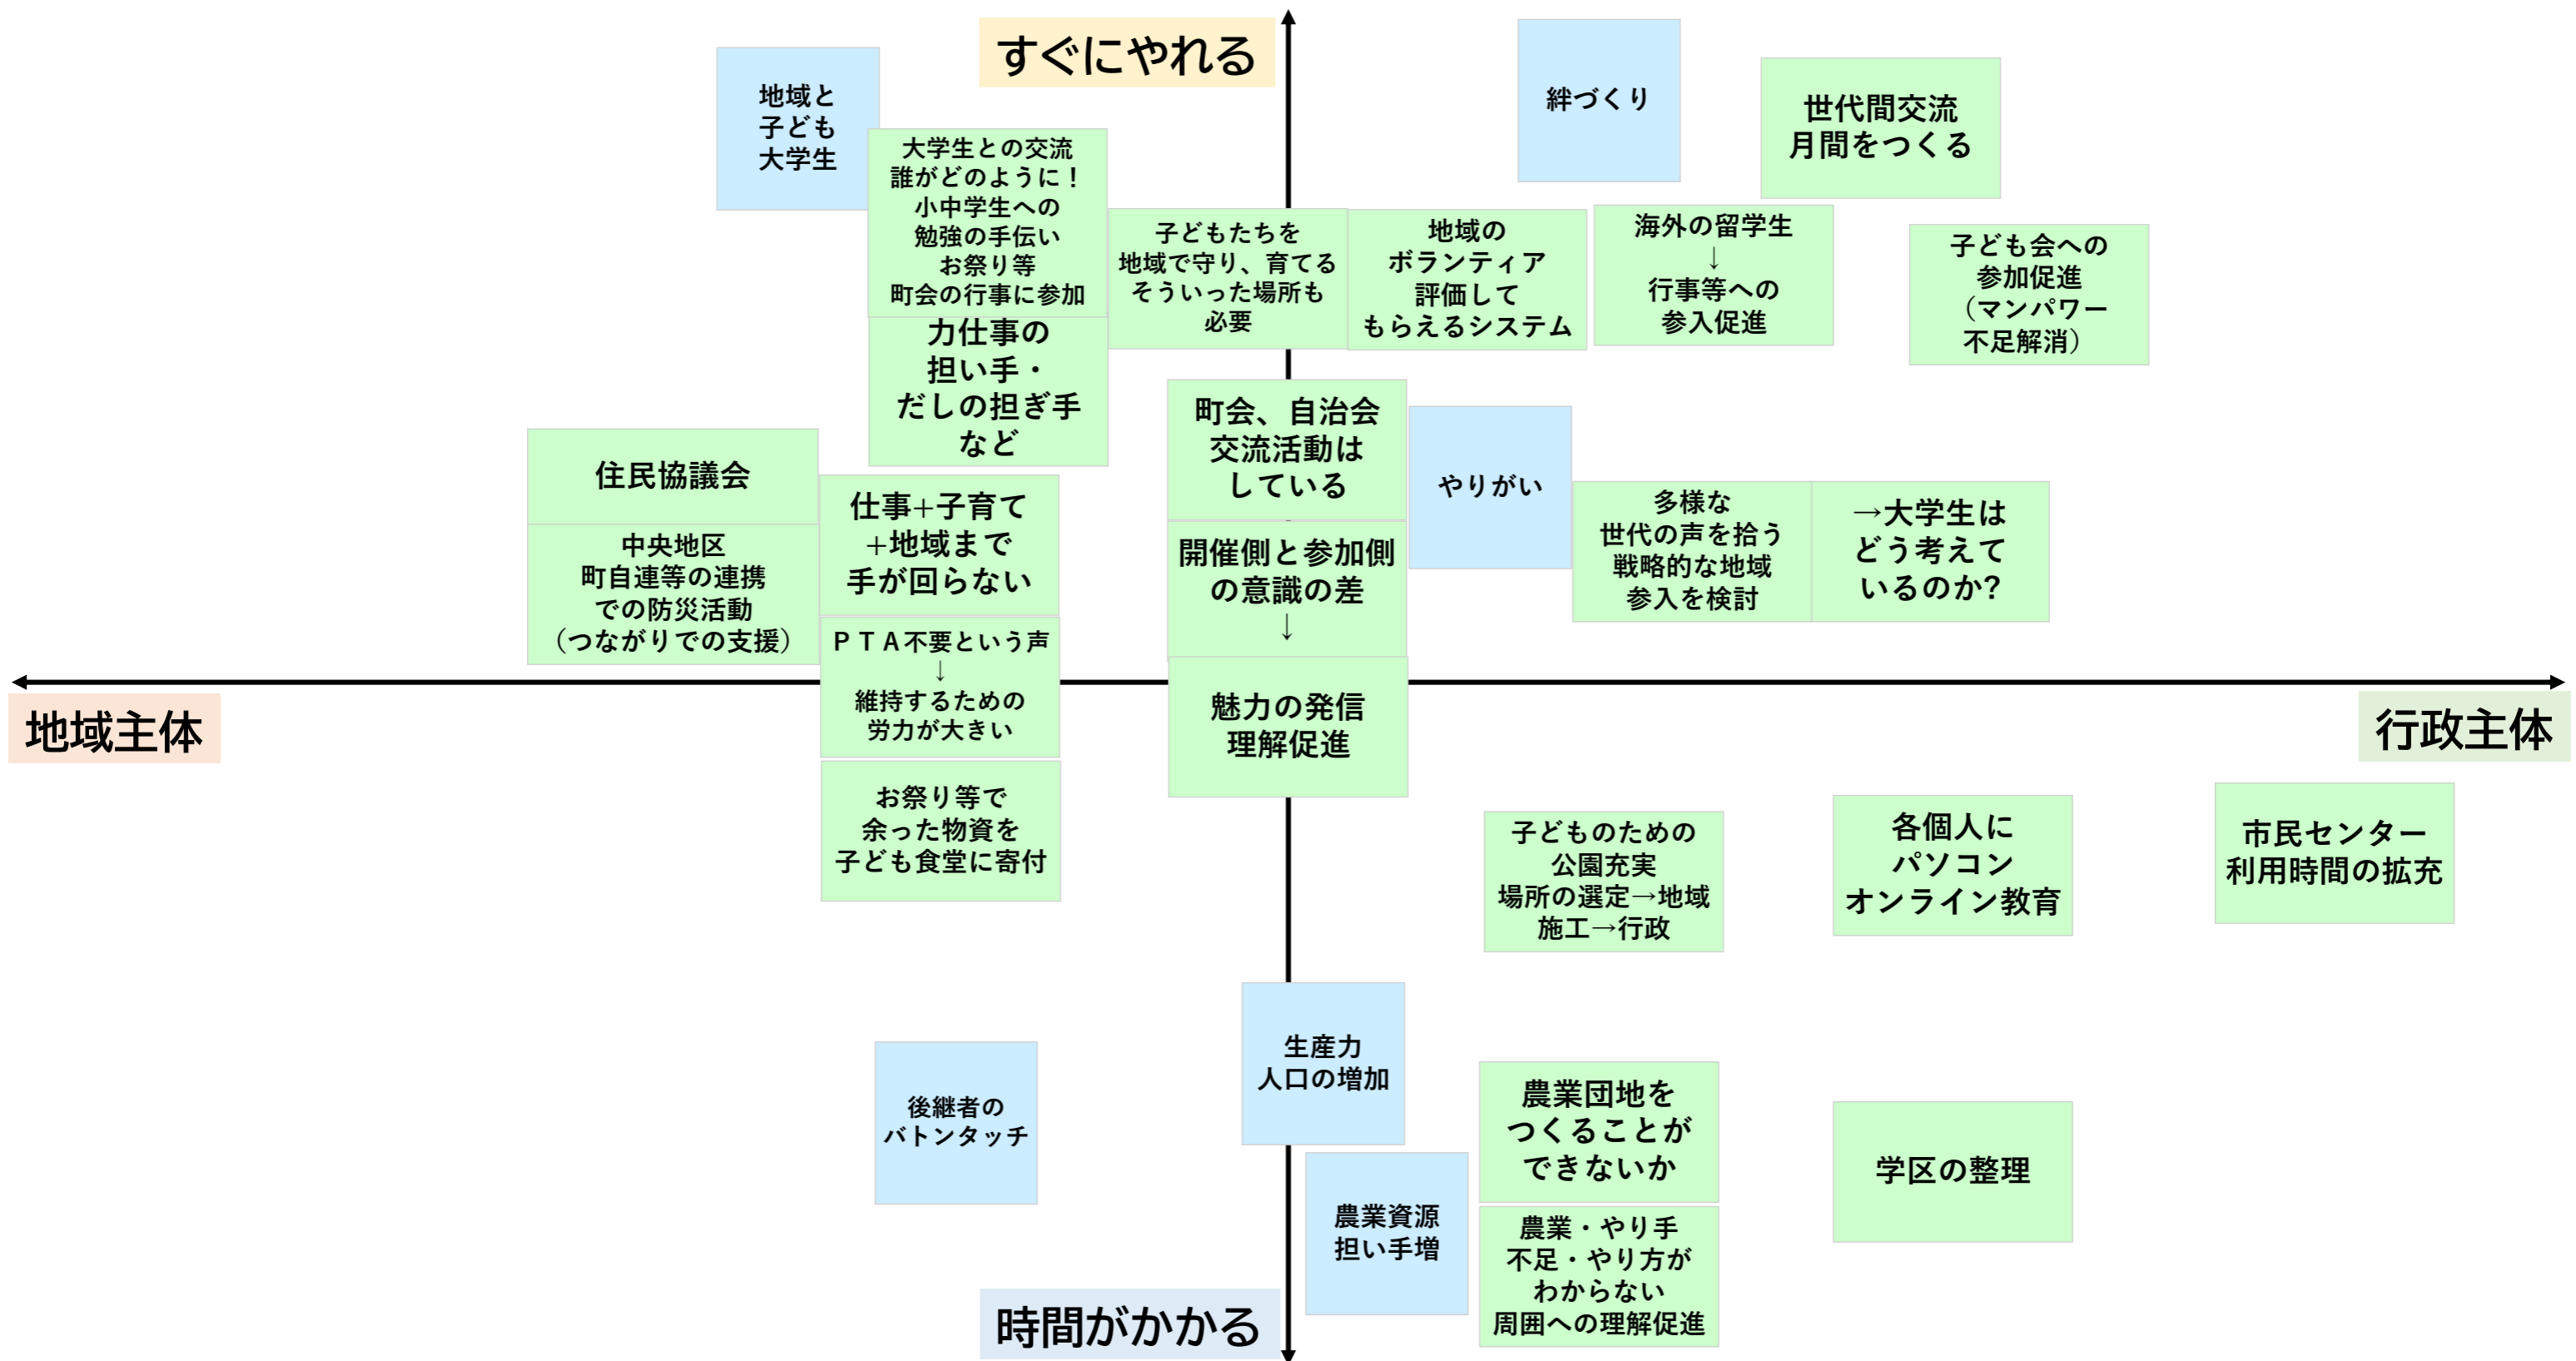 すぐにやれる
地域と
子ども
大学生
絆づくり
世代間交流
月間をつくる
大学生との交流
誰がどのように！
小中学生への
勉強の手伝い
お祭り等
町会の行事に参加
子どもたちを
地域で守り、育てる
そういった場所も
必要
地域の
ボランティア
評価して
もらえるシステム
海外の留学生
↓
行事等への
参入促進
子ども会への
参加促進
（マンパワー
不足解消）
力仕事の
担い手・
だしの担ぎ手
など
町会、自治会
交流活動は
している
やりがい
住民協議会
仕事+子育て
+地域まで
手が回らない
多様な
世代の声を拾う
戦略的な地域
参入を検討
→大学生は
どう考えて
いるのか?
中央地区
町自連等の連携
での防災活動
（つながりでの支援）
開催側と参加側
の意識の差
↓
ＰＴＡ不要という声
↓
維持するための
労力が大きい
魅力の発信
理解促進
地域主体
行政主体
お祭り等で
余った物資を
子ども食堂に寄付
子どものための
公園充実
場所の選定→地域
施工→行政
各個人に
パソコン
オンライン教育
市民センター
利用時間の拡充
生産力
人口の増加
後継者の
バトンタッチ
農業団地を
つくることが
できないか
学区の整理
農業資源
担い手増
農業・やり手
不足・やり方が
わからない
周囲への理解促進
時間がかかる